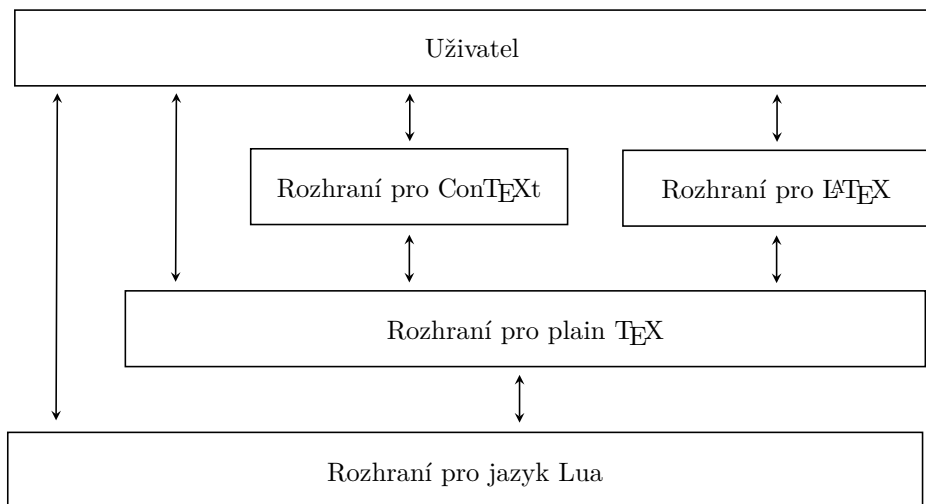 Uživatel
Rozhraní pro ConTEXt
Rozhraní pro LATEX
Rozhraní pro plain TEX
Rozhraní pro jazyk Lua